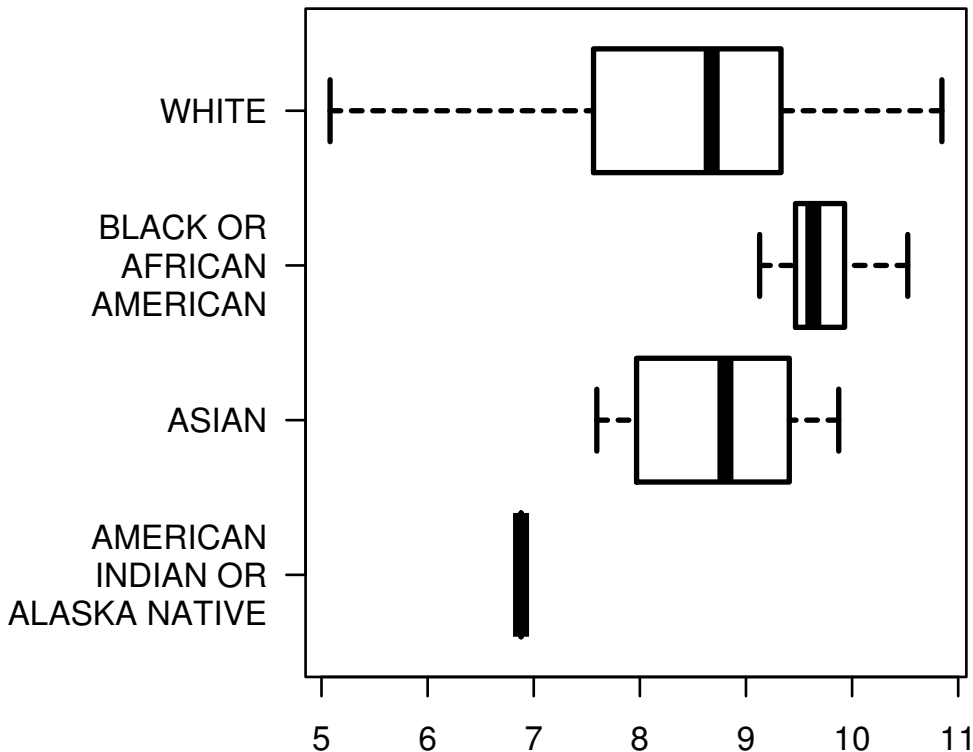 WHITE
BLACK OR
AFRICAN
AMERICAN
ASIAN
AMERICAN
INDIAN OR
ALASKA NATIVE
5 6 7 8 9 10 11